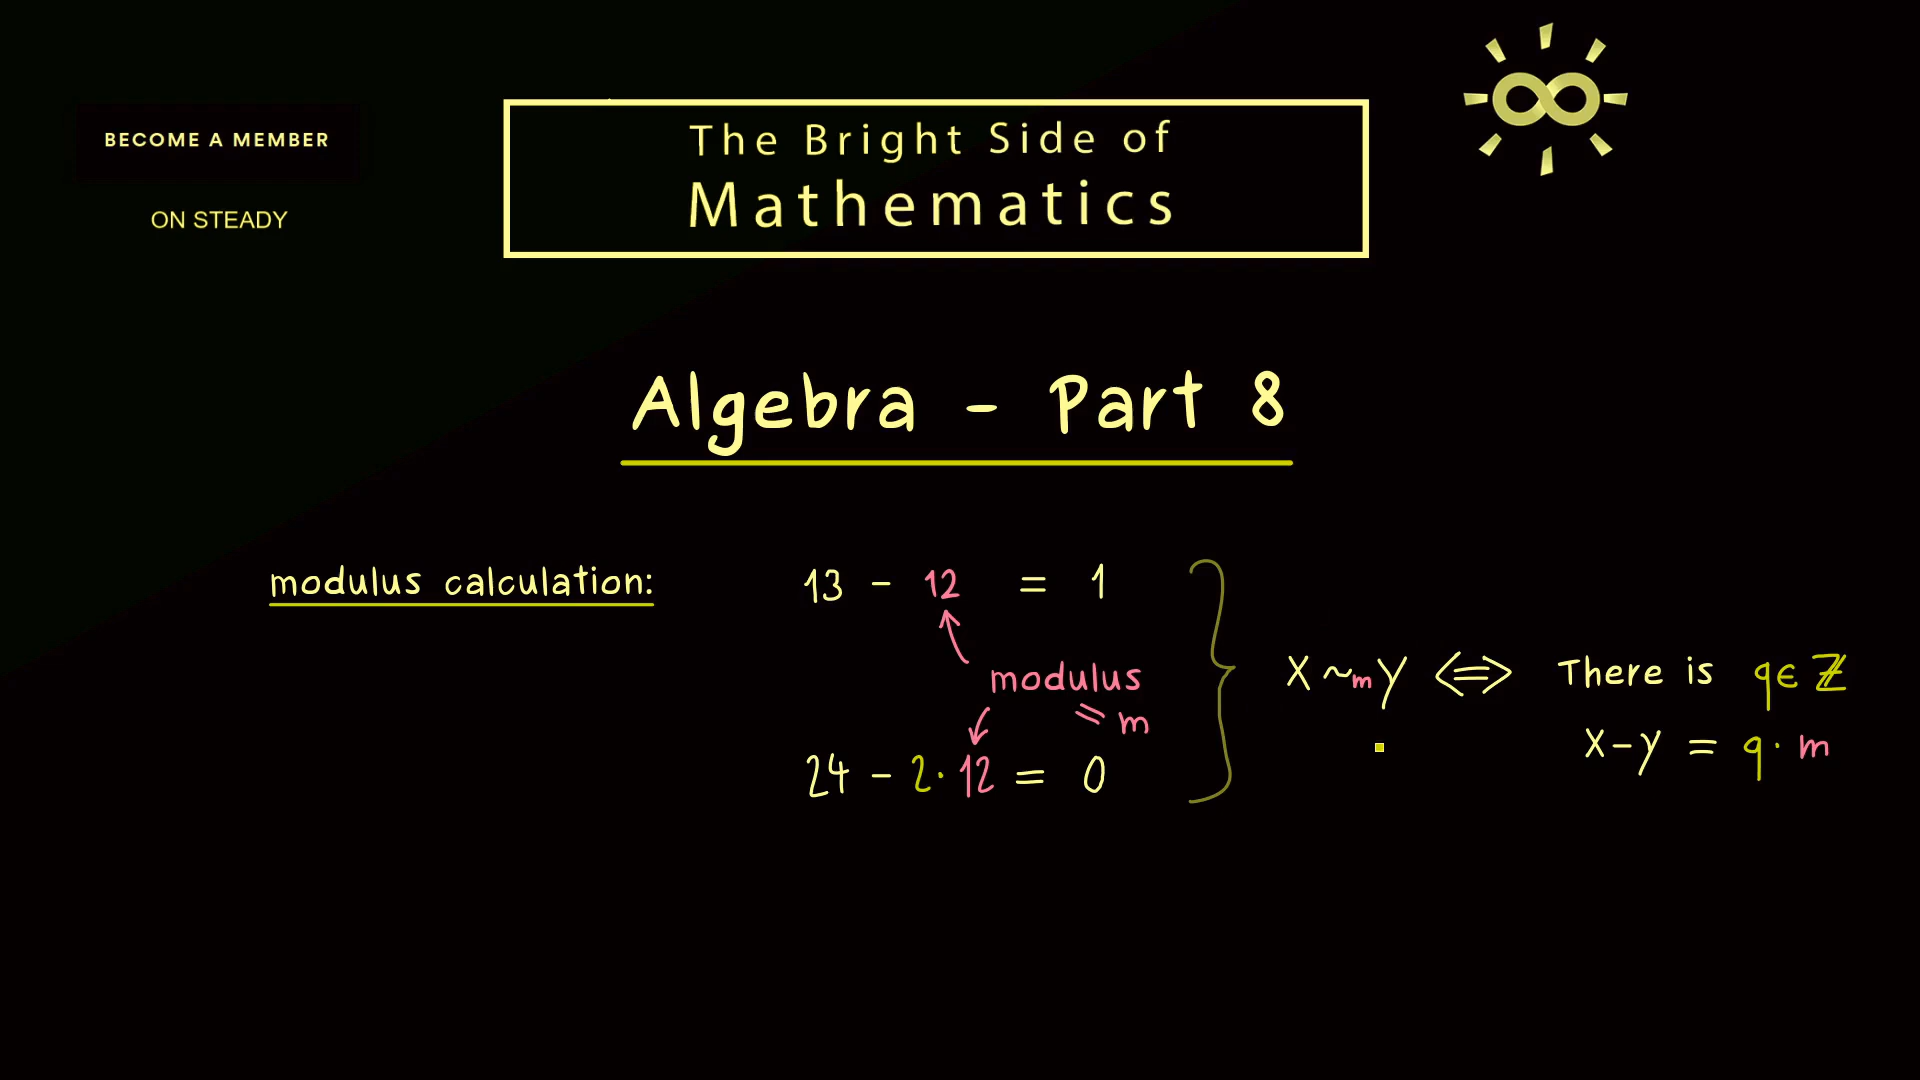 BECOME A MEMBER
ON STEADY
The Bright Side of
Mathematics
Algebra - Part 8
modulus calculation:
13 - 12 = 1
modulus
= m
24 - 2 · 12 = 0
x ~ₘ y ⟺ There is q ∈ ℤ
x - y = q · m